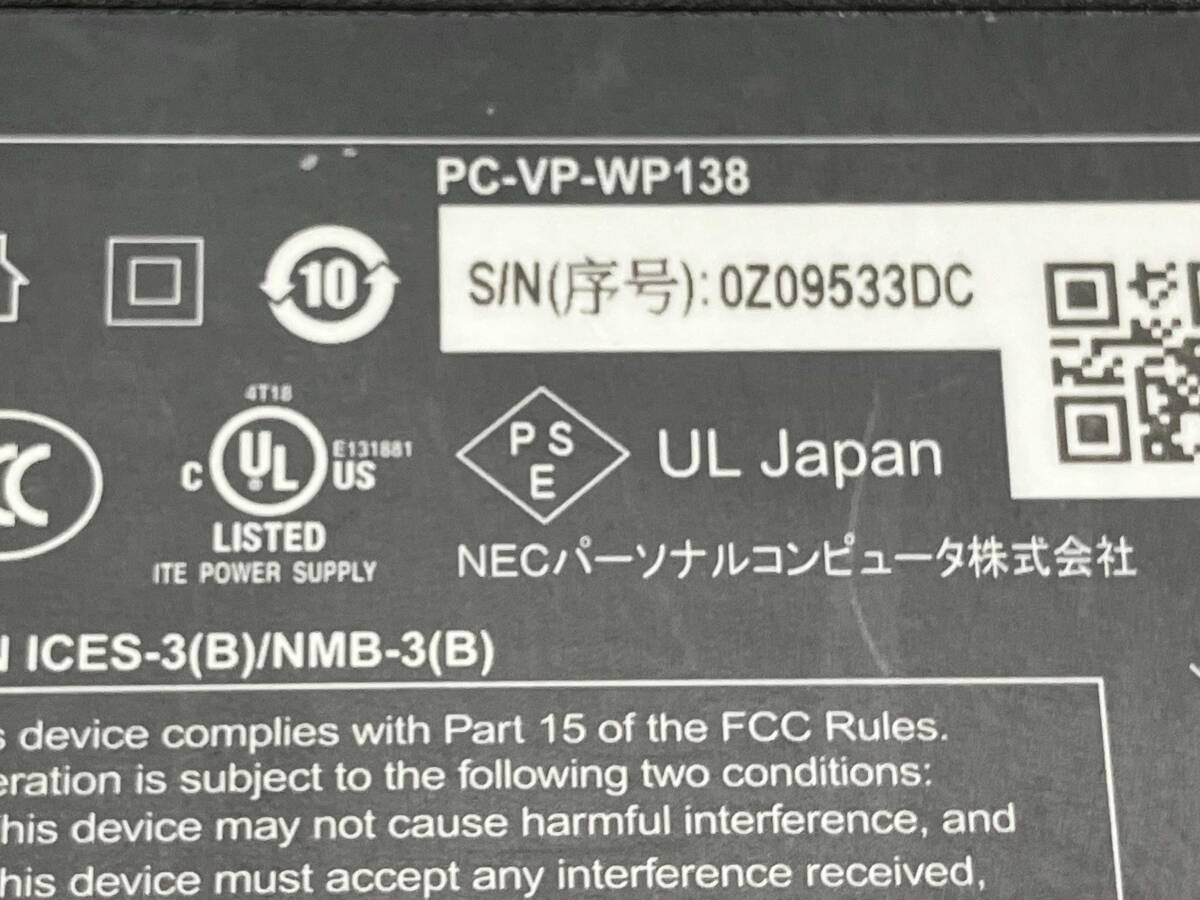 PC-VP-WP138
S/N(序号): 0Z09533DC
10
4T18
C UL US E131881
LISTED
ITE POWER SUPPLY
P S
E
UL Japan
NECパーソナルコンピュータ株式会社
ICES-3(B)/NMB-3(B)
device complies with Part 15 of the FCC Rules.
is subject to the following two conditions:
his device may not cause harmful interference, and
his device must accept any interference received,